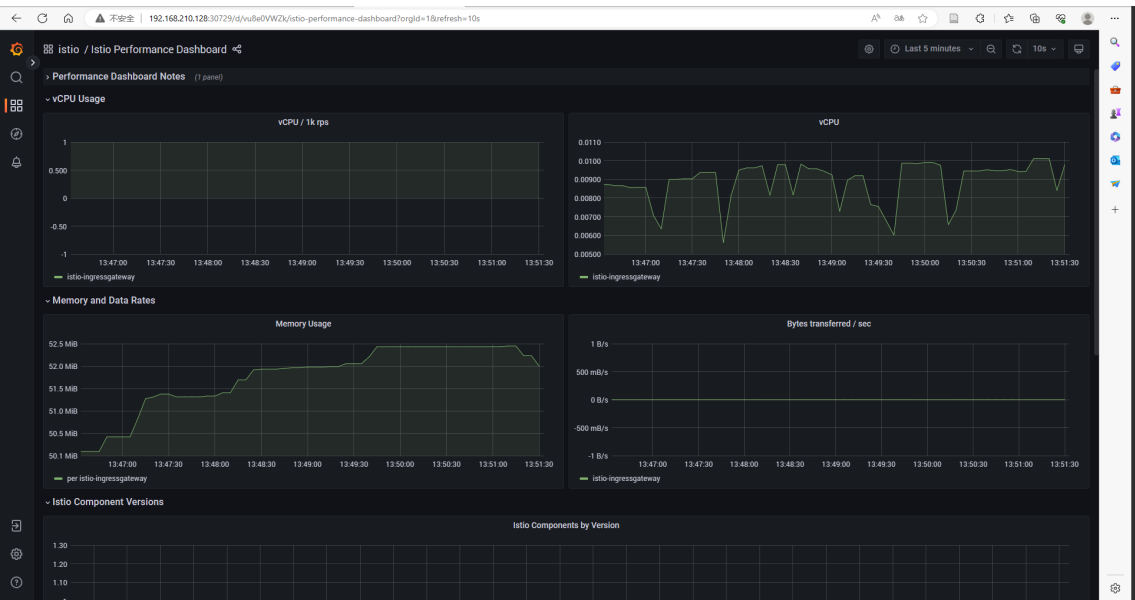 不安全 | 192.168.210.128:30729/d/vu8e0VWZk/istio-performance-dashboard?orgId=1&refresh=10s
istio / Istio Performance Dashboard
Last 5 minutes
10s
Performance Dashboard Notes (1 panel)
vCPU Usage
vCPU / 1k rps
1
0.500
0
-0.50
-1
13:47:00 13:47:30 13:48:00 13:48:30 13:49:00 13:49:30 13:50:00 13:50:30 13:51:00 13:51:30
istio-ingressgateway
vCPU
0.0110
0.0100
0.00900
0.00800
0.00700
0.00600
0.00500
13:47:00 13:47:30 13:48:00 13:48:30 13:49:00 13:49:30 13:50:00 13:50:30 13:51:00 13:51:30
istio-ingressgateway
Memory and Data Rates
Memory Usage
52.5 MiB
52.0 MiB
51.5 MiB
51.0 MiB
50.5 MiB
50.1 MiB
13:47:00 13:47:30 13:48:00 13:48:30 13:49:00 13:49:30 13:50:00 13:50:30 13:51:00 13:51:30
per istio-ingressgateway
Bytes transferred / sec
1 B/s
500 mB/s
0 B/s
-500 mB/s
-1 B/s
13:47:00 13:47:30 13:48:00 13:48:30 13:49:00 13:49:30 13:50:00 13:50:30 13:51:00 13:51:30
istio-ingressgateway
Istio Component Versions
Istio Components by Version
1.30
1.20
1.10